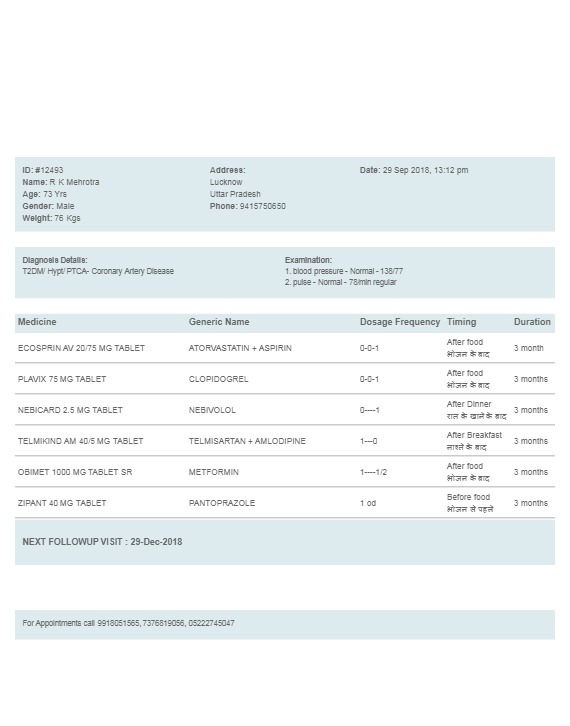 ID: #12493
Name: R K Mehrotra
Age: 73 Yrs
Gender: Male
Weight: 76 Kgs
Address:
Lucknow
Uttar Pradesh
Phone: 9415750650
Date: 29 Sep 2018, 13:12 pm
Diagnosis Details:
T2DM/ Hypt/ PTCA- Coronary Artery Disease
Examination:
1. blood pressure - Normal - 138/77
2. pulse - Normal - 78/min regular
Medicine Generic Name Dosage Frequency Timing Duration
ECOSPRIN AV 20/75 MG TABLET ATORVASTATIN + ASPIRIN 0-0-1 After food 3 month
भोजन के बाद
PLAVIX 75 MG TABLET CLOPIDOGREL 0-0-1 After food 3 months
भोजन के बाद
NEBICARD 2.5 MG TABLET NEBIVOLOL 0----1 After Dinner 3 months
रात के खाने के बाद
TELMIKIND AM 40/5 MG TABLET TELMISARTAN + AMLODIPINE 1---0 After Breakfast 3 months
नाश्ते के बाद
OBIMET 1000 MG TABLET SR METFORMIN 1----1/2 After food 3 months
भोजन के बाद
ZIPANT 40 MG TABLET PANTOPRAZOLE 1 od Before food 3 months
भोजन से पहले
NEXT FOLLOWUP VISIT : 29-Dec-2018
For Appointments call 9918051565, 7376819056, 05222745047